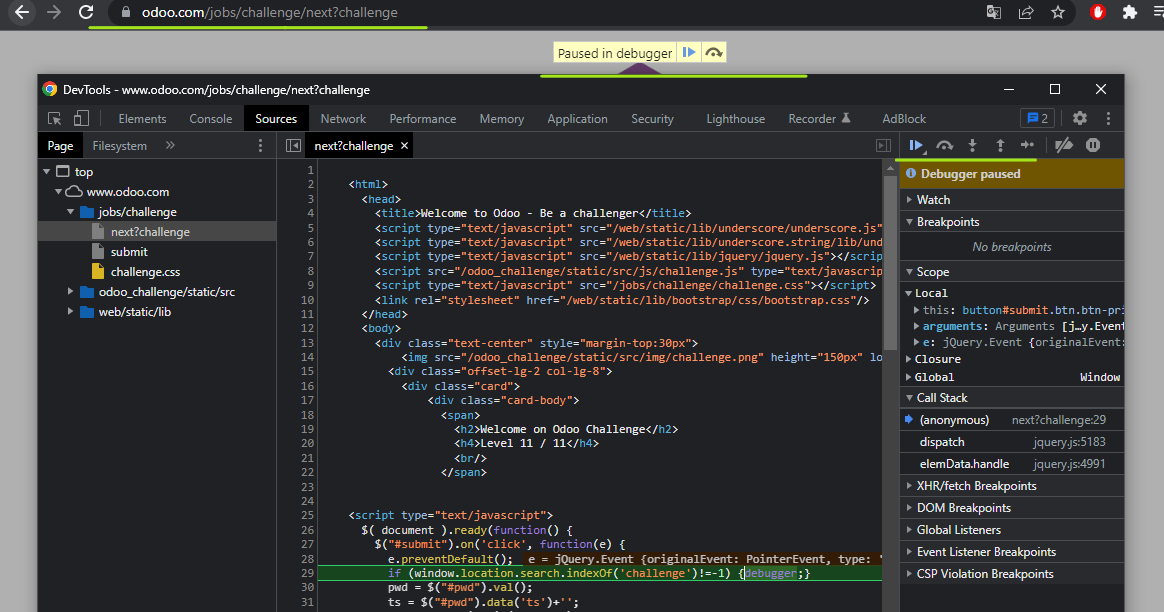 odoo.com/jobs/challenge/next?challenge
Paused in debugger
DevTools - www.odoo.com/jobs/challenge/next?challenge
Elements Console Sources Network Performance Memory Application Security Lighthouse Recorder AdBlock 2
Page Filesystem » next?challenge ×
top
www.odoo.com
jobs/challenge
next?challenge
submit
challenge.css
odoo_challenge/static/src
web/static/lib
1
2 <html>
3 <head>
4 <title>Welcome to Odoo - Be a challenger</title>
5 <script type="text/javascript" src="/web/static/lib/underscore/underscore.js"
6 <script type="text/javascript" src="/web/static/lib/underscore.string/lib/und
7 <script type="text/javascript" src="/web/static/lib/jquery/jquery.js"></scrip
8 <script src="/odoo_challenge/static/src/js/challenge.js" type="text/javascrip
9 <script type="text/javascript" src="/jobs/challenge/challenge.css"></script>
10 <link rel="stylesheet" href="/web/static/lib/bootstrap/css/bootstrap.css"/>
11 </head>
12 <body>
13 <div class="text-center" style="margin-top:30px">
14 <img src="/odoo_challenge/static/src/img/challenge.png" height="150px" lo
15 <div class="offset-lg-2 col-lg-8">
16 <div class="card">
17 <div class="card-body">
18 <span>
19 <h2>Welcome on Odoo Challenge</h2>
20 <h4>Level 11 / 11</h4>
21 <br/>
22 </span>
23
24
25 <script type="text/javascript">
26 $( document ).ready(function() {
27 $("#submit").on('click', function(e) {
28 e.preventDefault(); e = jQuery.Event {originalEvent: PointerEvent, type: '
29 if (window.location.search.indexOf('challenge')!=-1) {debugger;}
30 pwd = $("#pwd").val();
31 ts = $("#pwd").data('ts')+'';
Debugger paused
Watch
Breakpoints
No breakpoints
Scope
Local
this: button#submit.btn.btn-pri
arguments: Arguments [j…y.Event
e: jQuery.Event {originalEvent:
Closure
Global Window
Call Stack
(anonymous) next?challenge:29
dispatch jquery.js:5183
elemData.handle jquery.js:4991
XHR/fetch Breakpoints
DOM Breakpoints
Global Listeners
Event Listener Breakpoints
CSP Violation Breakpoints